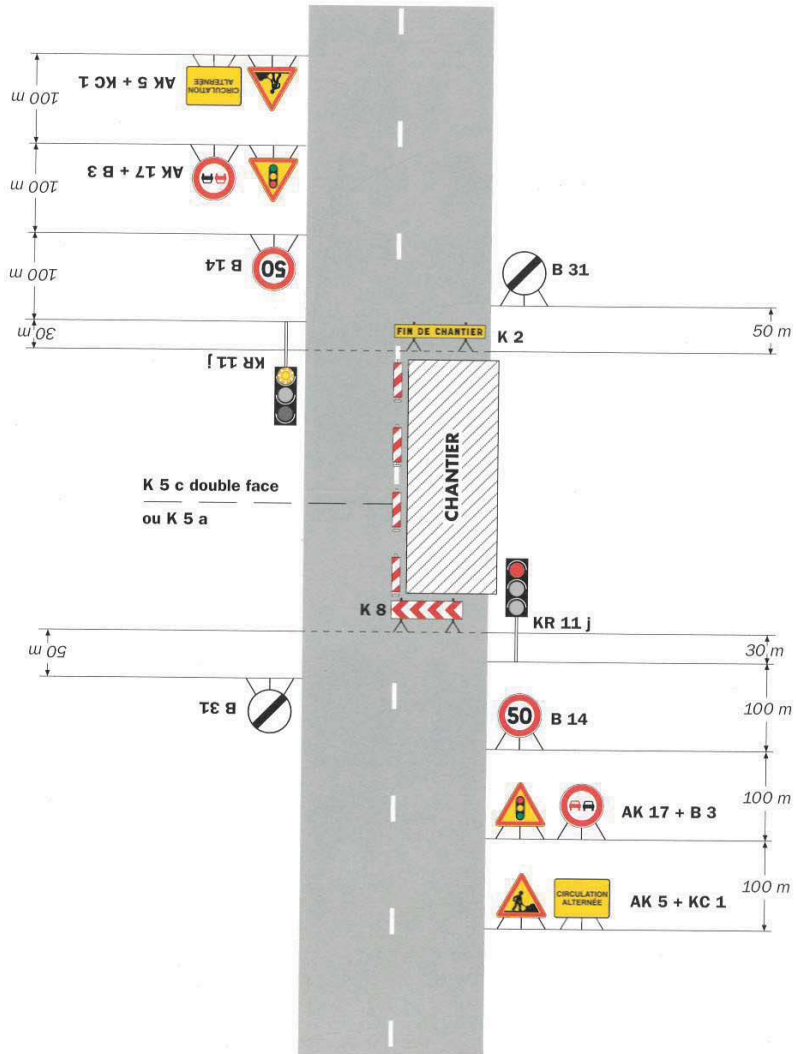 AK 5 + KC 1
CIRCULATION
ALTERNÉE
100 m
AK 17 + B 3
100 m
B 14
50
100 m
30 m
KR 11 j
B 31
50 m
FIN DE CHANTIER
K 2
CHANTIER
K 5 c double face
ou K 5 a
K 8
KR 11 j
50 m
30 m
B 31
50
B 14
100 m
AK 17 + B 3
100 m
CIRCULATION
ALTERNÉE
AK 5 + KC 1
100 m